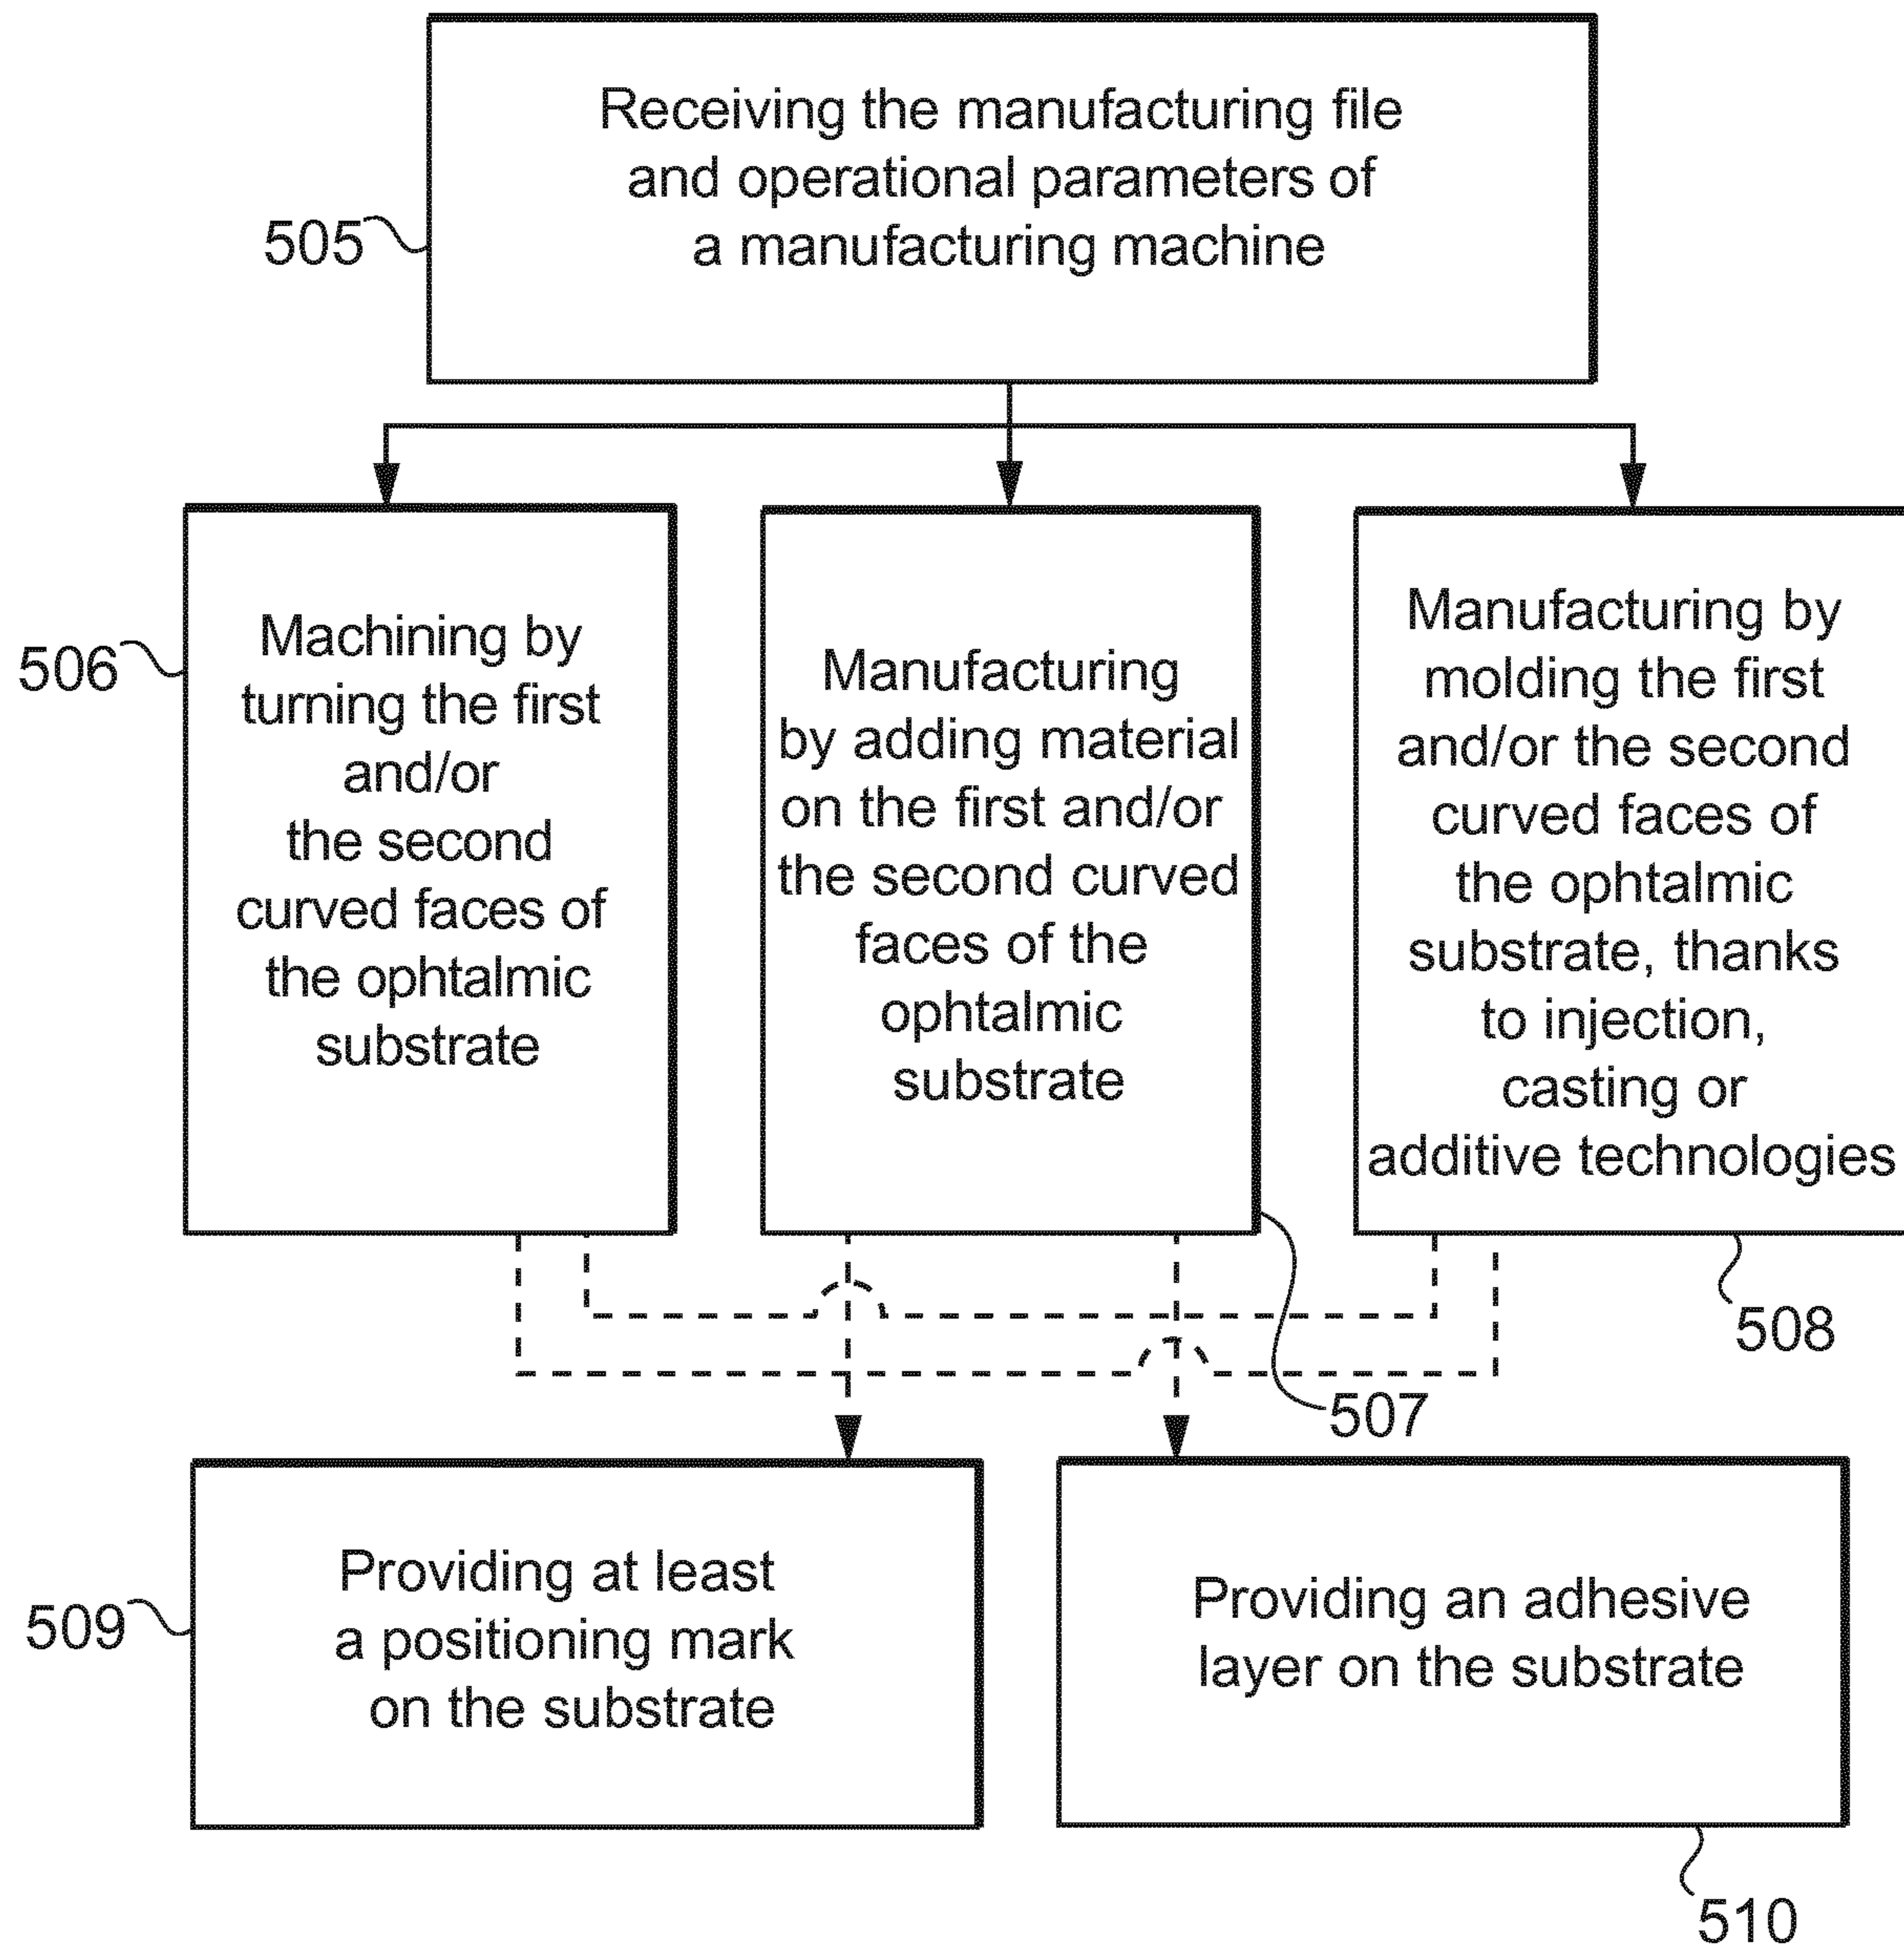 Receiving the manufacturing file
and operational parameters of
a manufacturing machine
505
506
Machining by
turning the first
and/or
the second
curved faces of
the ophtalmic
substrate
Manufacturing
by adding material
on the first and/or
the second curved
faces of the
ophtalmic
substrate
507
Manufacturing by
molding the first
and/or the second
curved faces of
the ophtalmic
substrate, thanks
to injection,
casting or
additive technologies
508
509
Providing at least
a positioning mark
on the substrate
Providing an adhesive
layer on the substrate
510